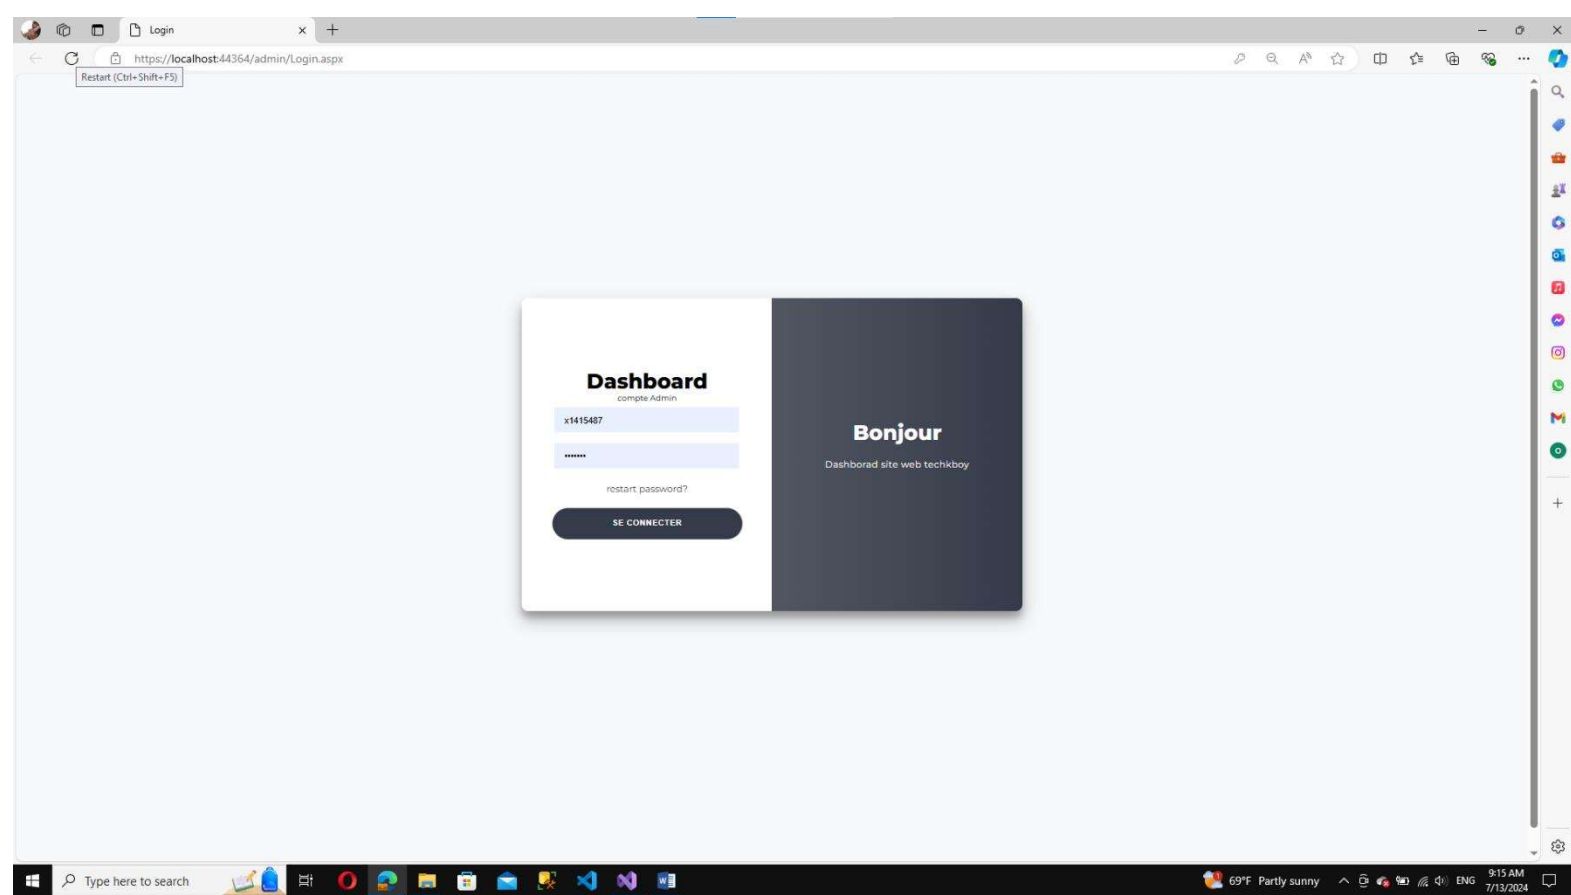 Login
https://localhost:44364/admin/Login.aspx
Restart (Ctrl+Shift+F5)
Dashboard
compte Admin
x1415487
•••••••
restart password?
SE CONNECTER
Bonjour
Dashborad site web techkboy
Type here to search
69°F Partly sunny
ENG
9:15 AM
7/13/2024